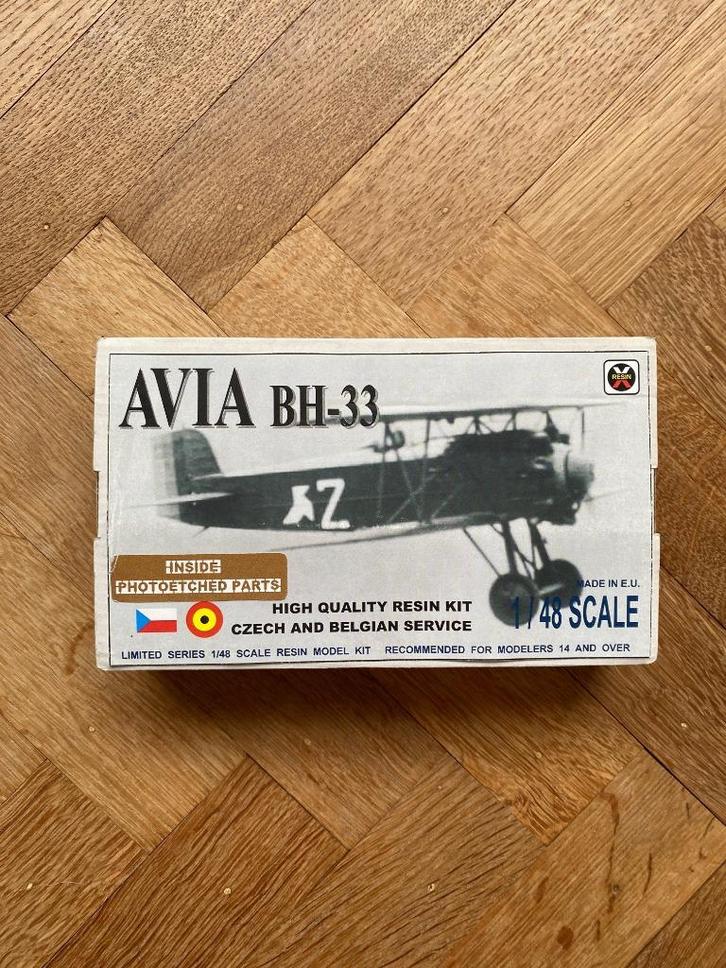 AVIA BH-33
RESIN
X
Z
INSIDE
PHOTOETCHED PARTS
MADE IN E.U.
HIGH QUALITY RESIN KIT
1/48 SCALE
CZECH AND BELGIAN SERVICE
LIMITED SERIES 1/48 SCALE RESIN MODEL KIT RECOMMENDED FOR MODELERS 14 AND OVER